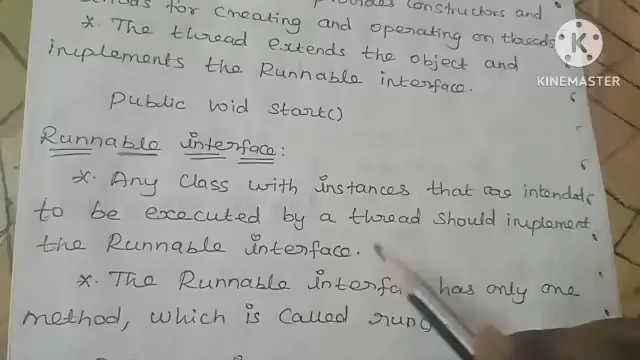 for creating and operating on threads
*. The thread extends the object and
implements the Runnable interface.
Public void start()
Runnable interface:
*. Any Class with instances that are intended
to be executed by a thread should implement
the Runnable interface.
*. The Runnable interfa has only one
method, which is called run
KINEMASTER